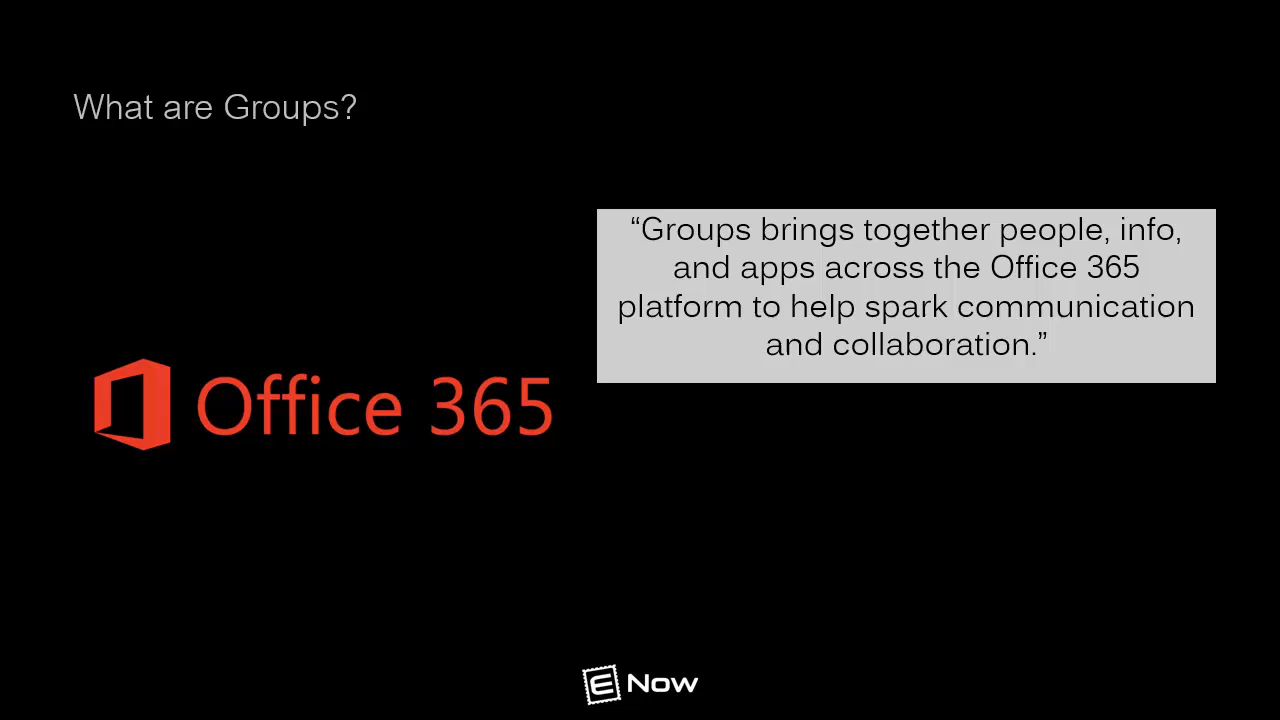 What are Groups?
“Groups brings together people, info,
and apps across the Office 365
platform to help spark communication
and collaboration.”
Office 365
E Now